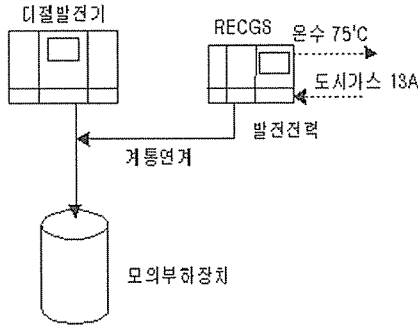 디젤발전기
RECGS
온수 75'C
도시가스 13A
발전전력
계통연계
모의부하장치